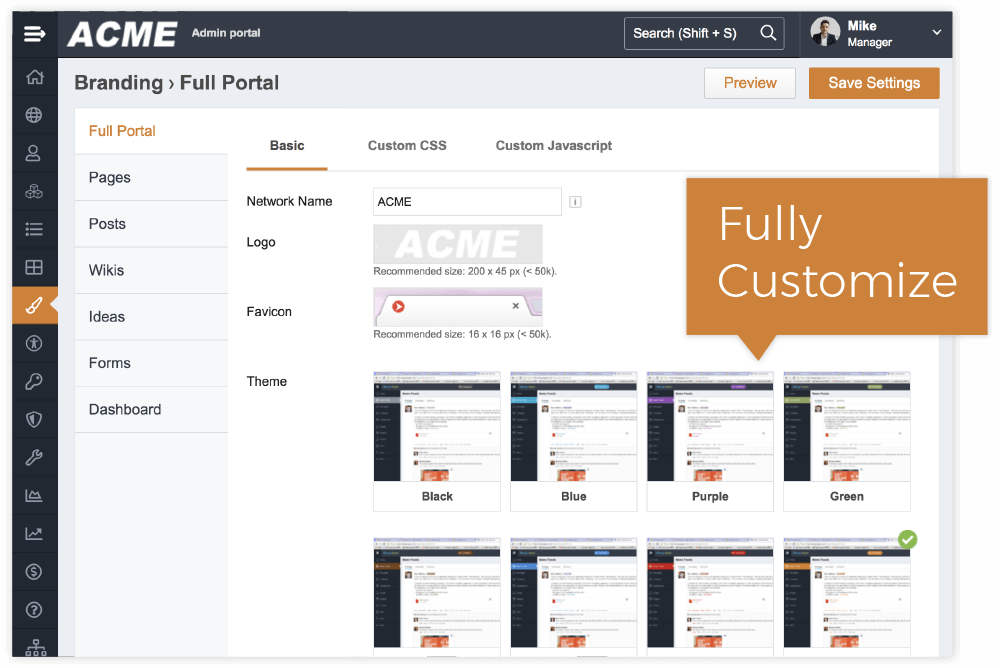 ACME Admin portal
Search (Shift + S)
Mike
Manager
Branding › Full Portal
Preview
Save Settings
Full Portal
Pages
Posts
Wikis
Ideas
Forms
Dashboard
Basic
Custom CSS
Custom Javascript
Network Name
ACME
i
Logo
ACME
Recommended size: 200 x 45 px (< 50k).
Favicon
Recommended size: 16 x 16 px (< 50k).
Theme
Black
Blue
Purple
Green
Fully
Customize